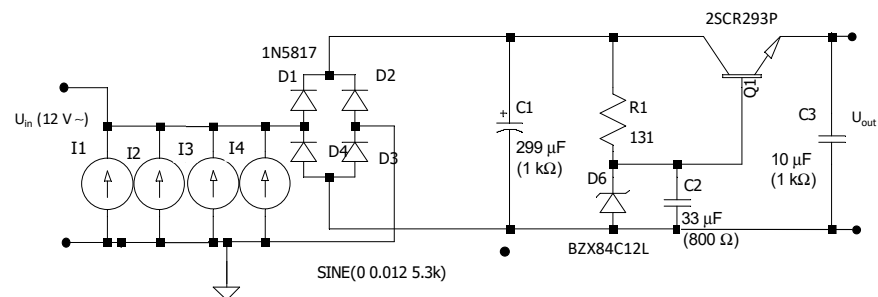 2SCR293P
1N5817
D1
D2
Q1
C1
R1
C3
Uin (12 V ~)
Uout
+
299 µF
(1 kΩ)
131
10 µF
(1 kΩ)
I1
I2
I3
I4
D4
D3
D6
C2
33 µF
(800 Ω)
BZX84C12L
SINE(0 0.012 5.3k)